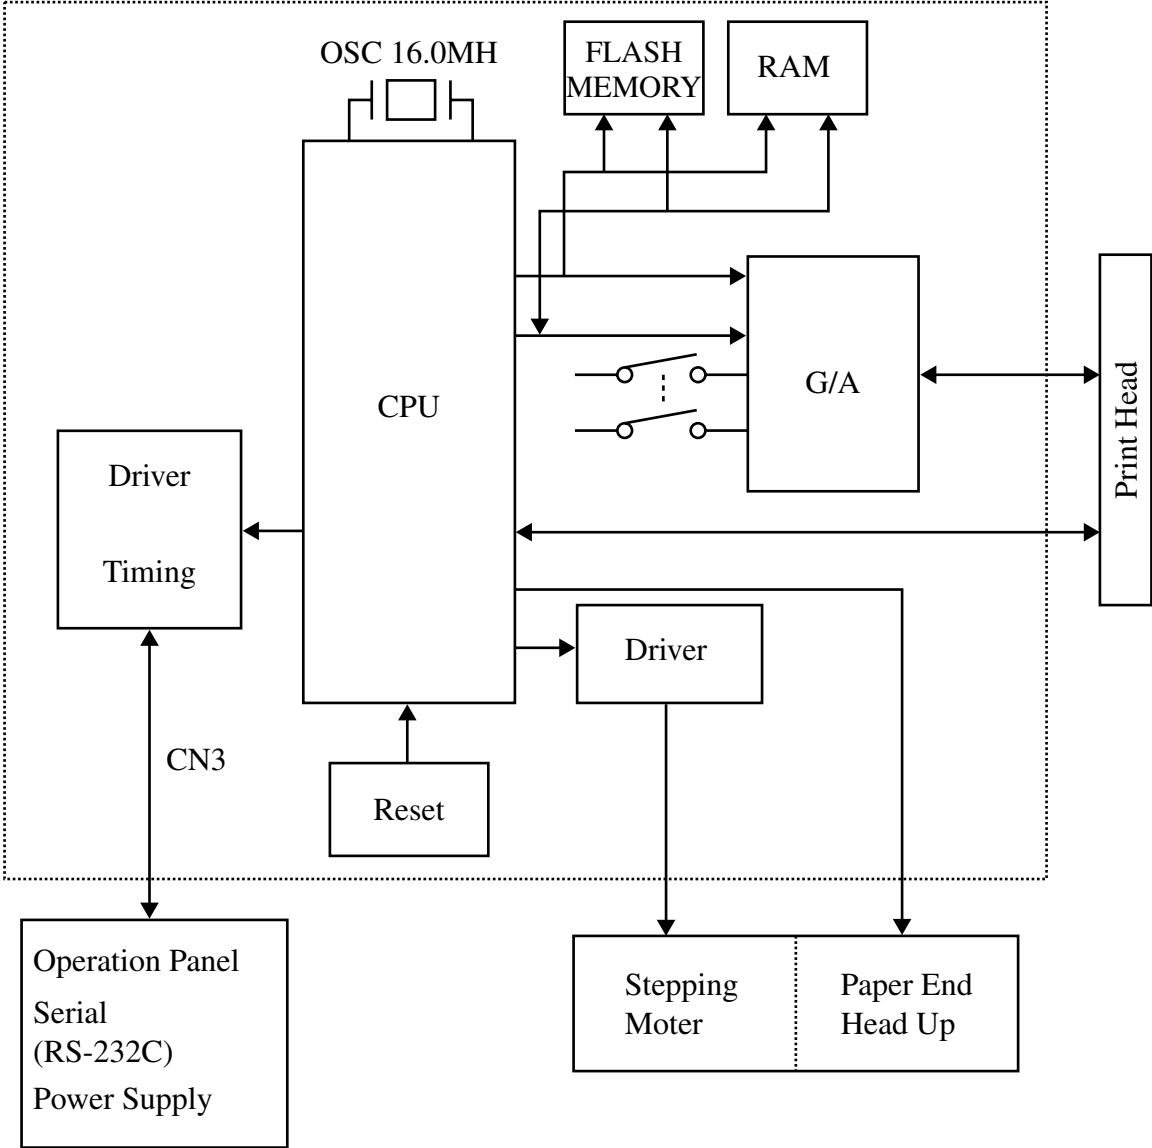 OSC 16.0MH
FLASH
MEMORY
RAM
CPU
G/A
Print Head
Driver
Timing
Driver
CN3
Reset
Operation Panel
Serial
(RS-232C)
Power Supply
Stepping
Moter
Paper End
Head Up